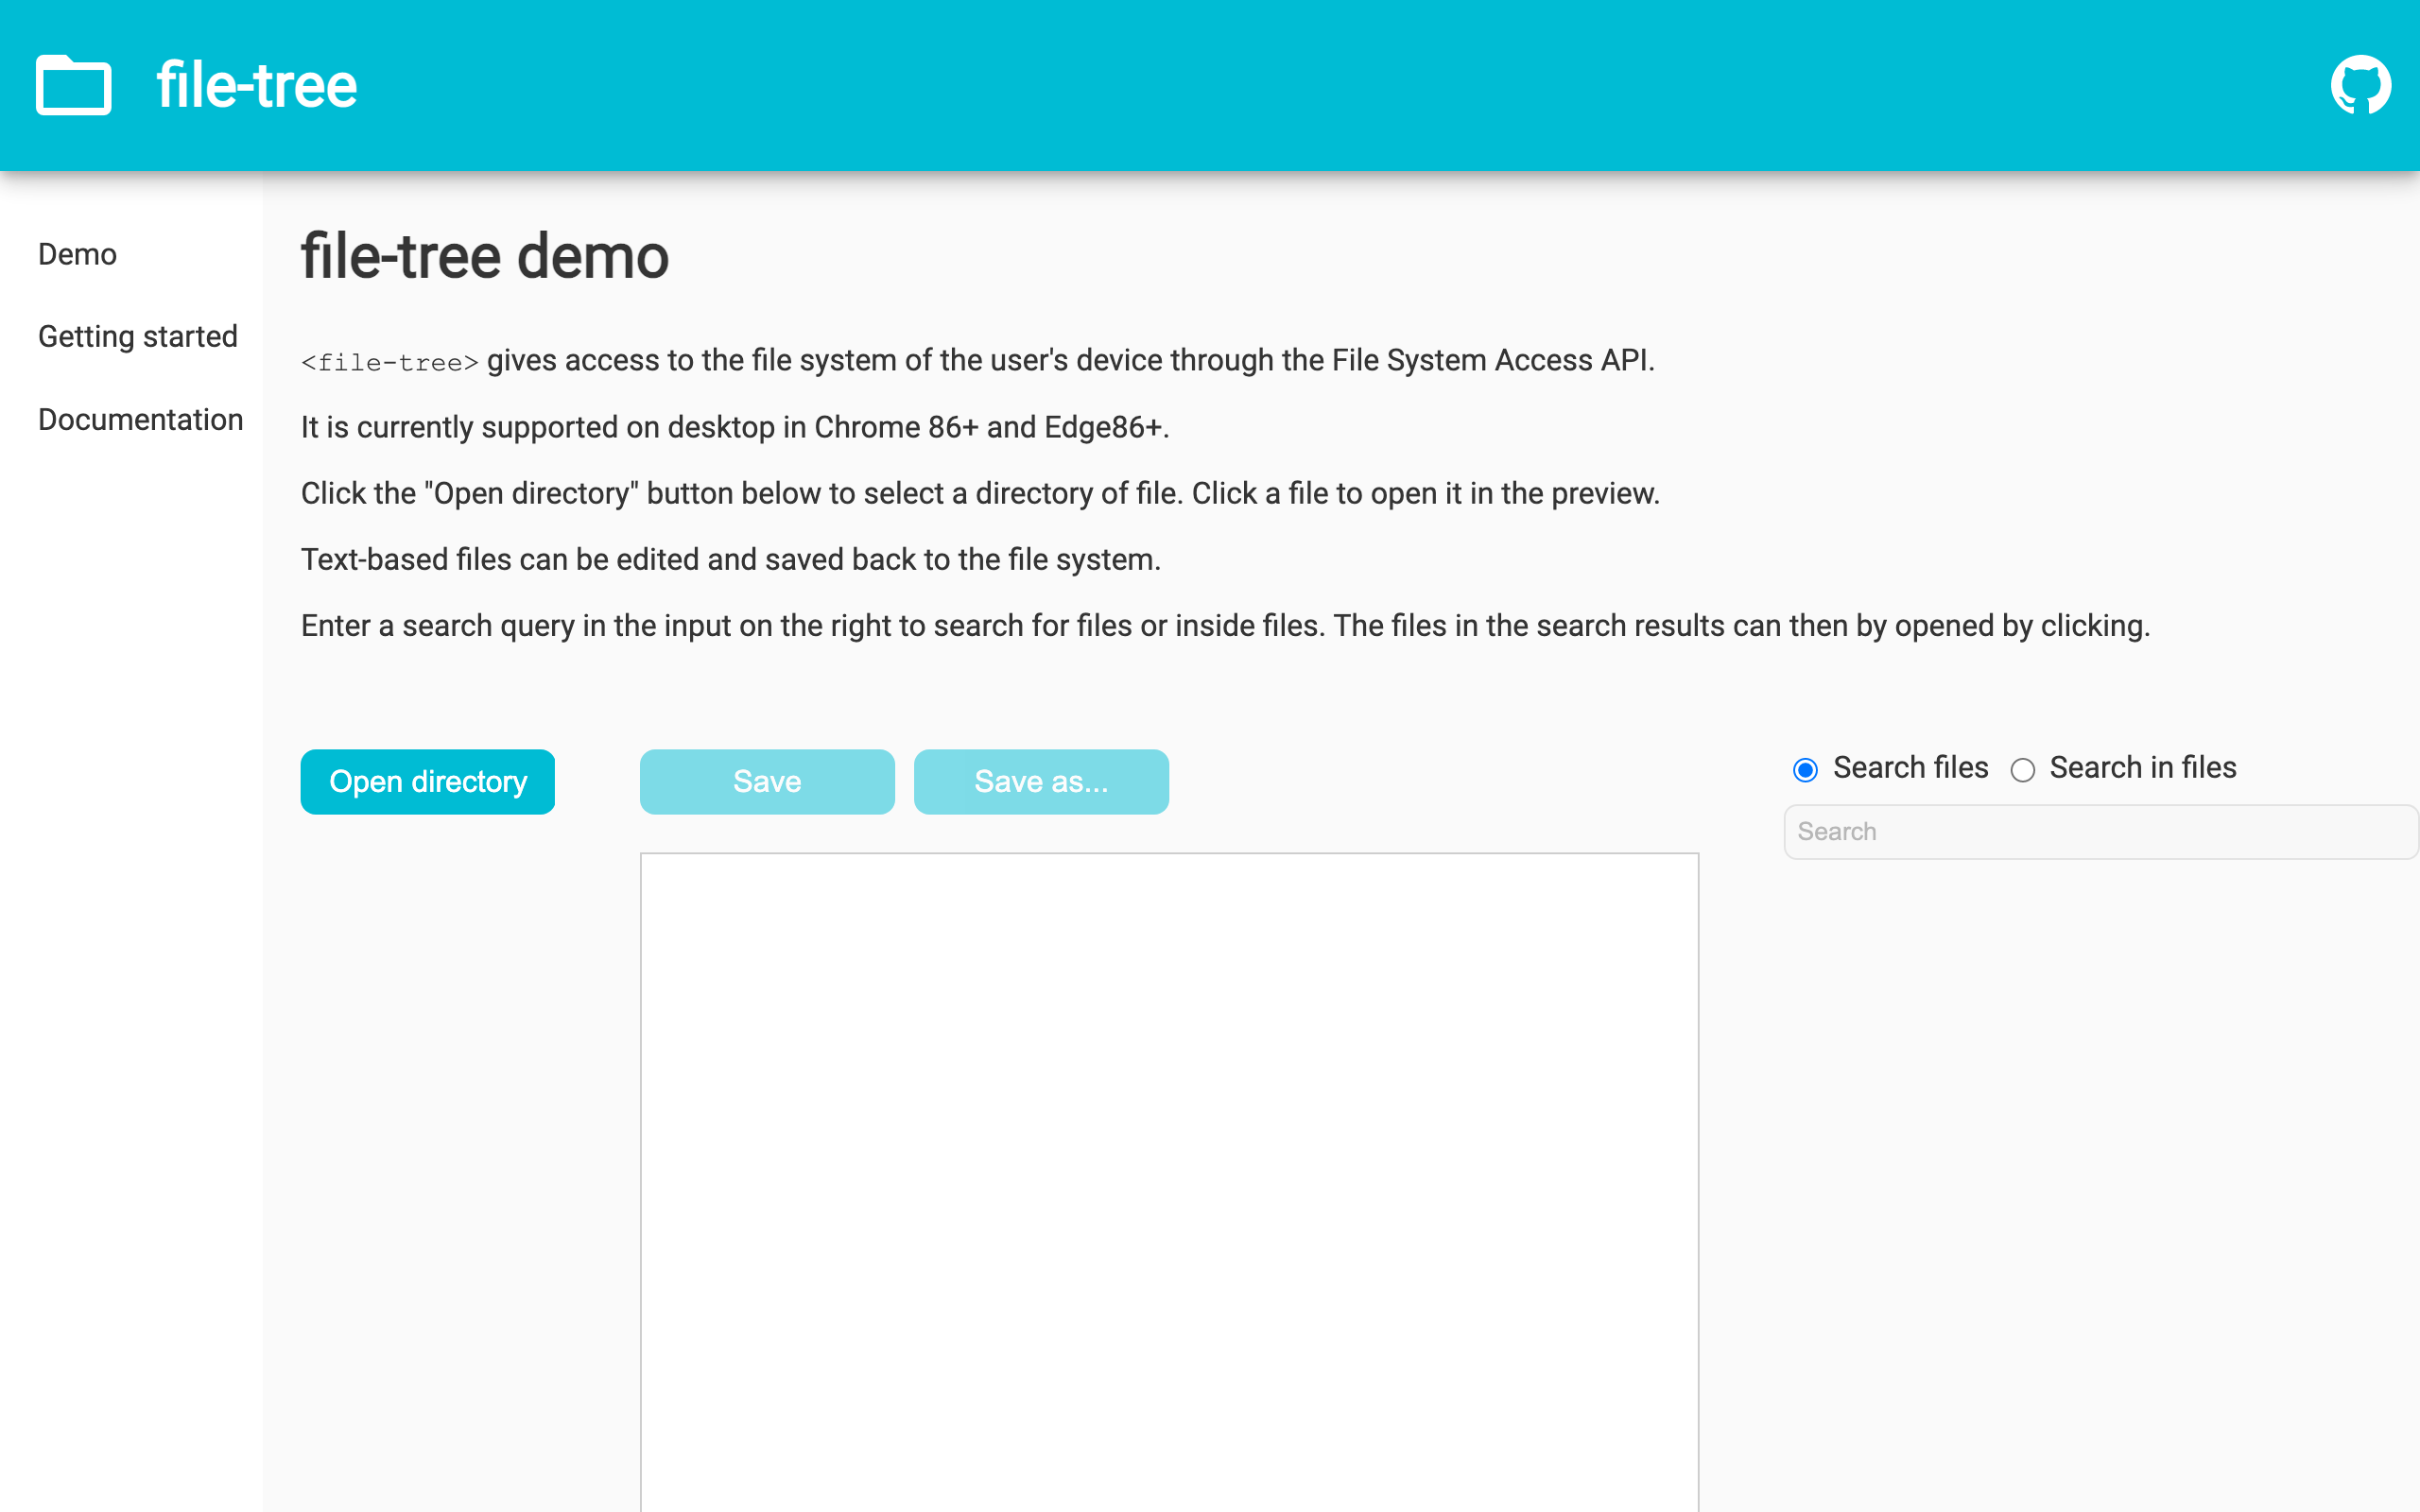 file-tree
Demo
Getting started
Documentation
file-tree demo
<file-tree> gives access to the file system of the user's device through the File System Access API.
It is currently supported on desktop in Chrome 86+ and Edge86+.
Click the "Open directory" button below to select a directory of file. Click a file to open it in the preview.
Text-based files can be edited and saved back to the file system.
Enter a search query in the input on the right to search for files or inside files. The files in the search results can then by opened by clicking.
Open directory
Save
Save as...
Search files
Search in files
Search